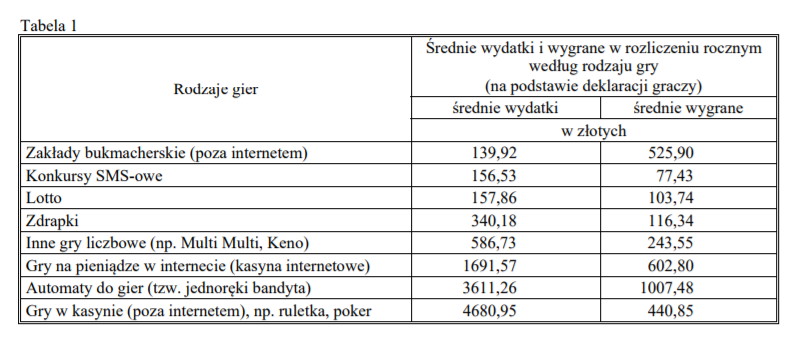 Tabela 1
Rodzaje gier
Średnie wydatki i wygrane w rozliczeniu rocznym
według rodzaju gry
(na podstawie deklaracji graczy)
średnie wydatki średnie wygrane
w złotych
Zakłady bukmacherskie (poza internetem) 139,92 525,90
Konkursy SMS-owe 156,53 77,43
Lotto 157,86 103,74
Zdrapki 340,18 116,34
Inne gry liczbowe (np. Multi Multi, Keno) 586,73 243,55
Gry na pieniądze w internecie (kasyna internetowe) 1691,57 602,80
Automaty do gier (tzw. jednoręki bandyta) 3611,26 1007,48
Gry w kasynie (poza internetem), np. ruletka, poker 4680,95 440,85